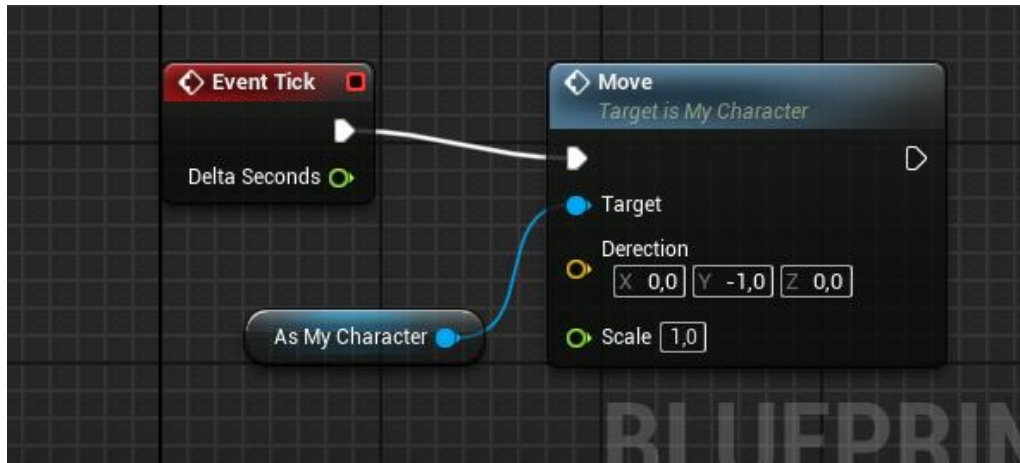 Event Tick
Delta Seconds
As My Character
Move
Target is My Character
Target
Derection
X 0,0 Y -1,0 Z 0,0
Scale 1,0